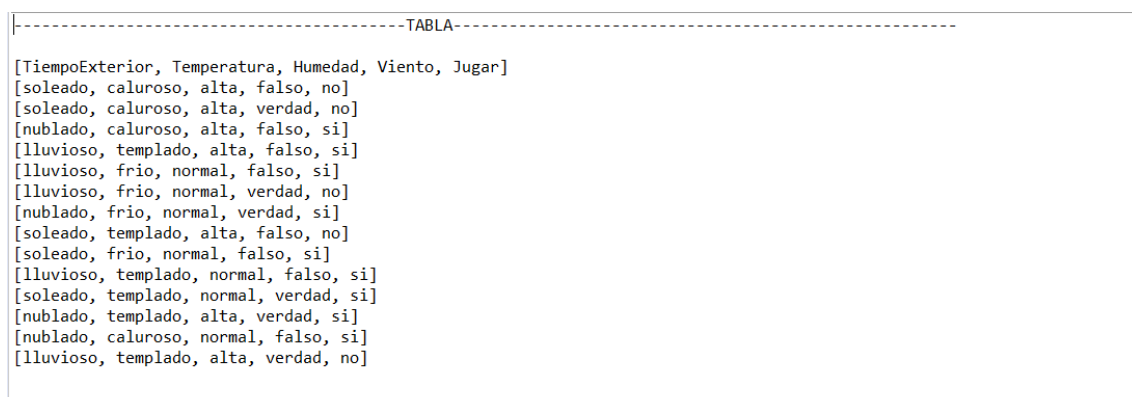 ----------------------------------------TABLA----------------------------------------------------
[TiempoExterior, Temperatura, Humedad, Viento, Jugar]
[soleado, caluroso, alta, falso, no]
[soleado, caluroso, alta, verdad, no]
[nublado, caluroso, alta, falso, si]
[lluvioso, templado, alta, falso, si]
[lluvioso, frio, normal, falso, si]
[lluvioso, frio, normal, verdad, no]
[nublado, frio, normal, verdad, si]
[soleado, templado, alta, falso, no]
[soleado, frio, normal, falso, si]
[lluvioso, templado, normal, falso, si]
[soleado, templado, normal, verdad, si]
[nublado, templado, alta, verdad, si]
[nublado, caluroso, normal, falso, si]
[lluvioso, templado, alta, verdad, no]